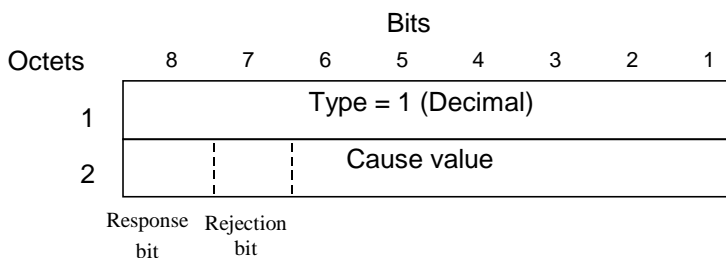 Bits
Octets 8 7 6 5 4 3 2 1
1 Type = 1 (Decimal)
2 Cause value
Response Rejection
bit bit